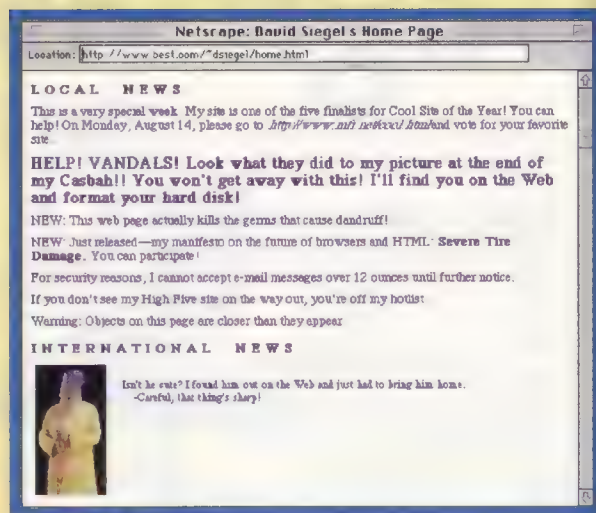 Netscape: David Siegel's Home Page
Location: http://www.best.com/~dsiegel/home.html
LOCAL NEWS
This is a very special week. My site is one of the five finalists for Cool Site of the Year! You can
help! On Monday, August 14, please go to and vote for your favorite
site.
HELP! VANDALS! Look what they did to my picture at the end of
my Casbah!! You won't get away with this! I'll find you on the Web
and format your hard disk!
NEW: This web page actually kills the germs that cause dandruff!
NEW: Just released—my manifesto on the future of browsers and HTML: Severe Tire
Damage. You can participate!
For security reasons, I cannot accept e-mail messages over 12 ounces until further notice.
If you don't see my High Five site on the way out, you're off my hotlist
Warning: Objects on this page are closer than they appear
INTERNATIONAL NEWS
Isn't he cute? I found him out on the Web and just had to bring him home.
-Careful, that thing's sharp!